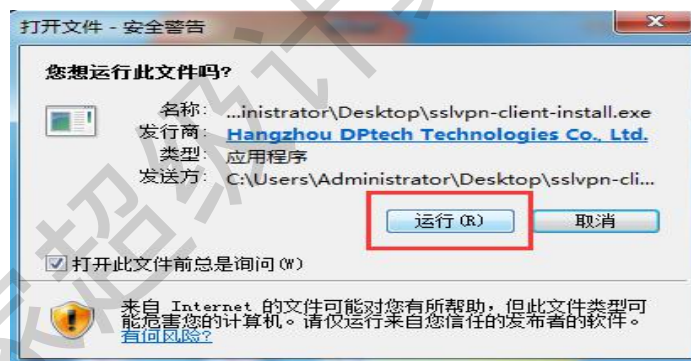 打开文件 - 安全警告
您想运行此文件吗?
名称: ...inistrator\Desktop\sslvpn-client-install.exe
发行商: Hangzhou DPtech Technologies Co., Ltd.
类型: 应用程序
发送方: C:\Users\Administrator\Desktop\sslvpn-cli...
运行(R) 取消
打开此文件前总是询问(W)
来自 Internet 的文件可能对您有所帮助，但此文件类型可
能危害您的计算机。请仅运行来自您信任的发布者的软件。
有何风险?